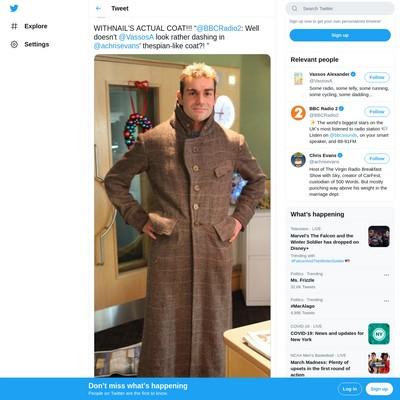 Explore
Settings
Tweet
WITHNAIL'S ACTUAL COAT!!! "@BBCRadio2: Well
doesn't @VassosA look rather dashing in
@achrisevans' thespian-like coat?! "
Search Twitter
Sign up now to get your own personalized timeline!
Sign up
Relevant people
Vassos Alexander
@VassosA
Follow
Some radio, some telly, some running,
some cycling, some dadding...
BBC Radio 2
@BBCRadio2
Follow
The world's biggest stars on the
UK's most listened to radio station
Listen on @bbcsounds, on your
smart speaker, and 88-91FM
Chris Evans
@achrisevans
Follow
Host of The Virgin Radio Breakfast
Show with Sky, creator of CarFest,
custodian of 500 Words. But mostly
punching way above his weight in the
marriage dept
What's happening
Television · LIVE
Marvel's The Falcon and the
Winter Soldier has dropped on
Disney+
Trending with
#FalconAndTheWinterSoldier
Politics · Trending
Ms. Frizzle
Politics · Trending
#MarAlago
COVID-19 · LIVE
COVID-19: News and updates for
New York
NY
NCAA Men's Basketball · LIVE
March Madness: Plenty of
upsets in the first round of
action
Don't miss what's happening
People on Twitter are the first to know.
Log in
Sign up